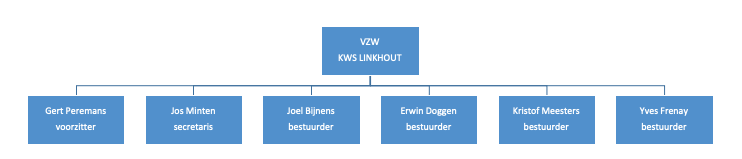 VZW
KWS LINKHOUT
Gert Peremans
voorzitter
Jos Minten
secretaris
Joel Bijnens
bestuurder
Erwin Doggen
bestuurder
Kristof Meesters
bestuurder
Yves Frenay
bestuurder